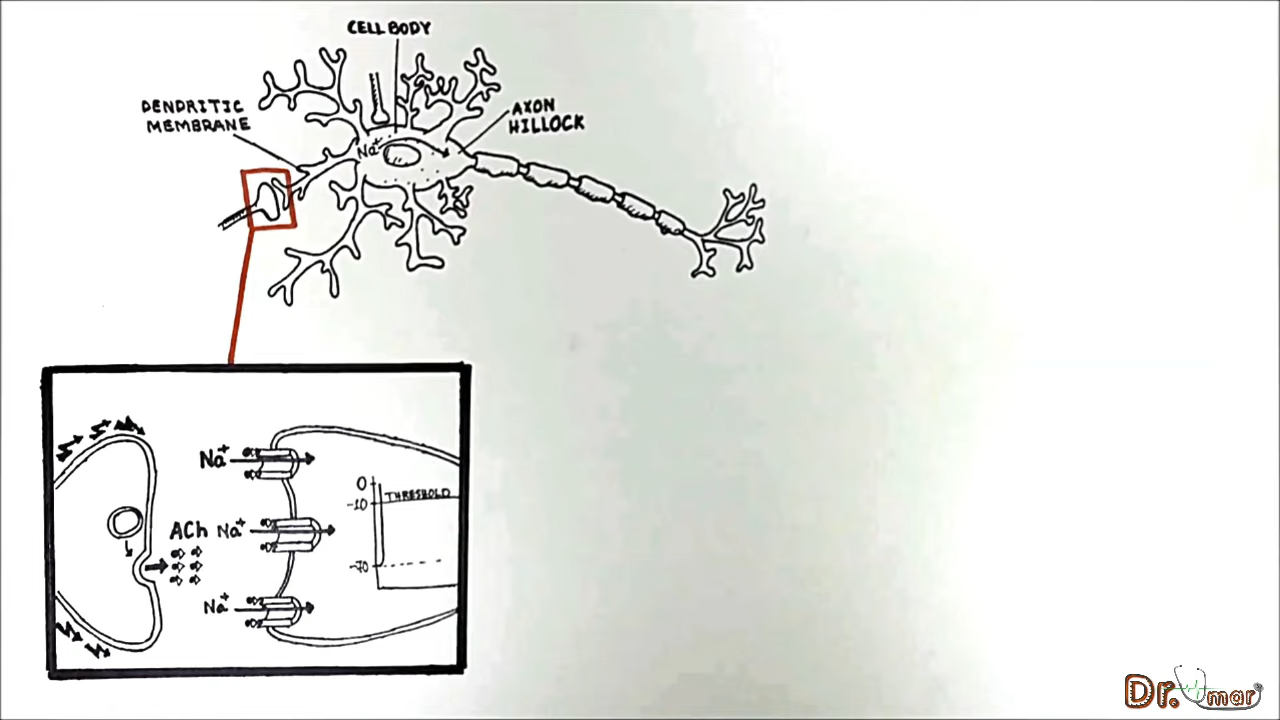 CELL BODY
DENDRITIC
MEMBRANE
AXON
HILLOCK
Na+
Na+
0
THRESHOLD
-10
ACh Na+
-70
Na+
Dr. Umar